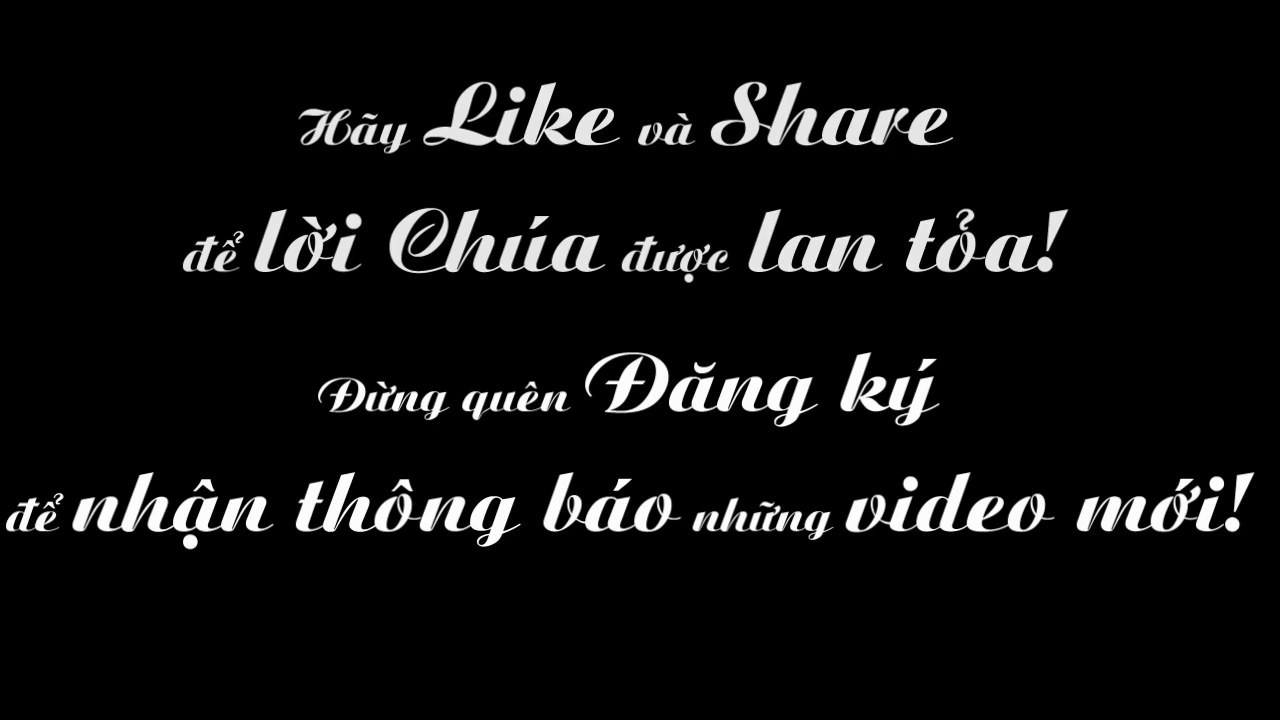 Hãy Like và Share
để lời Chúa được lan tỏa!
Đừng quên Đăng ký
để nhận thông báo những video mới!